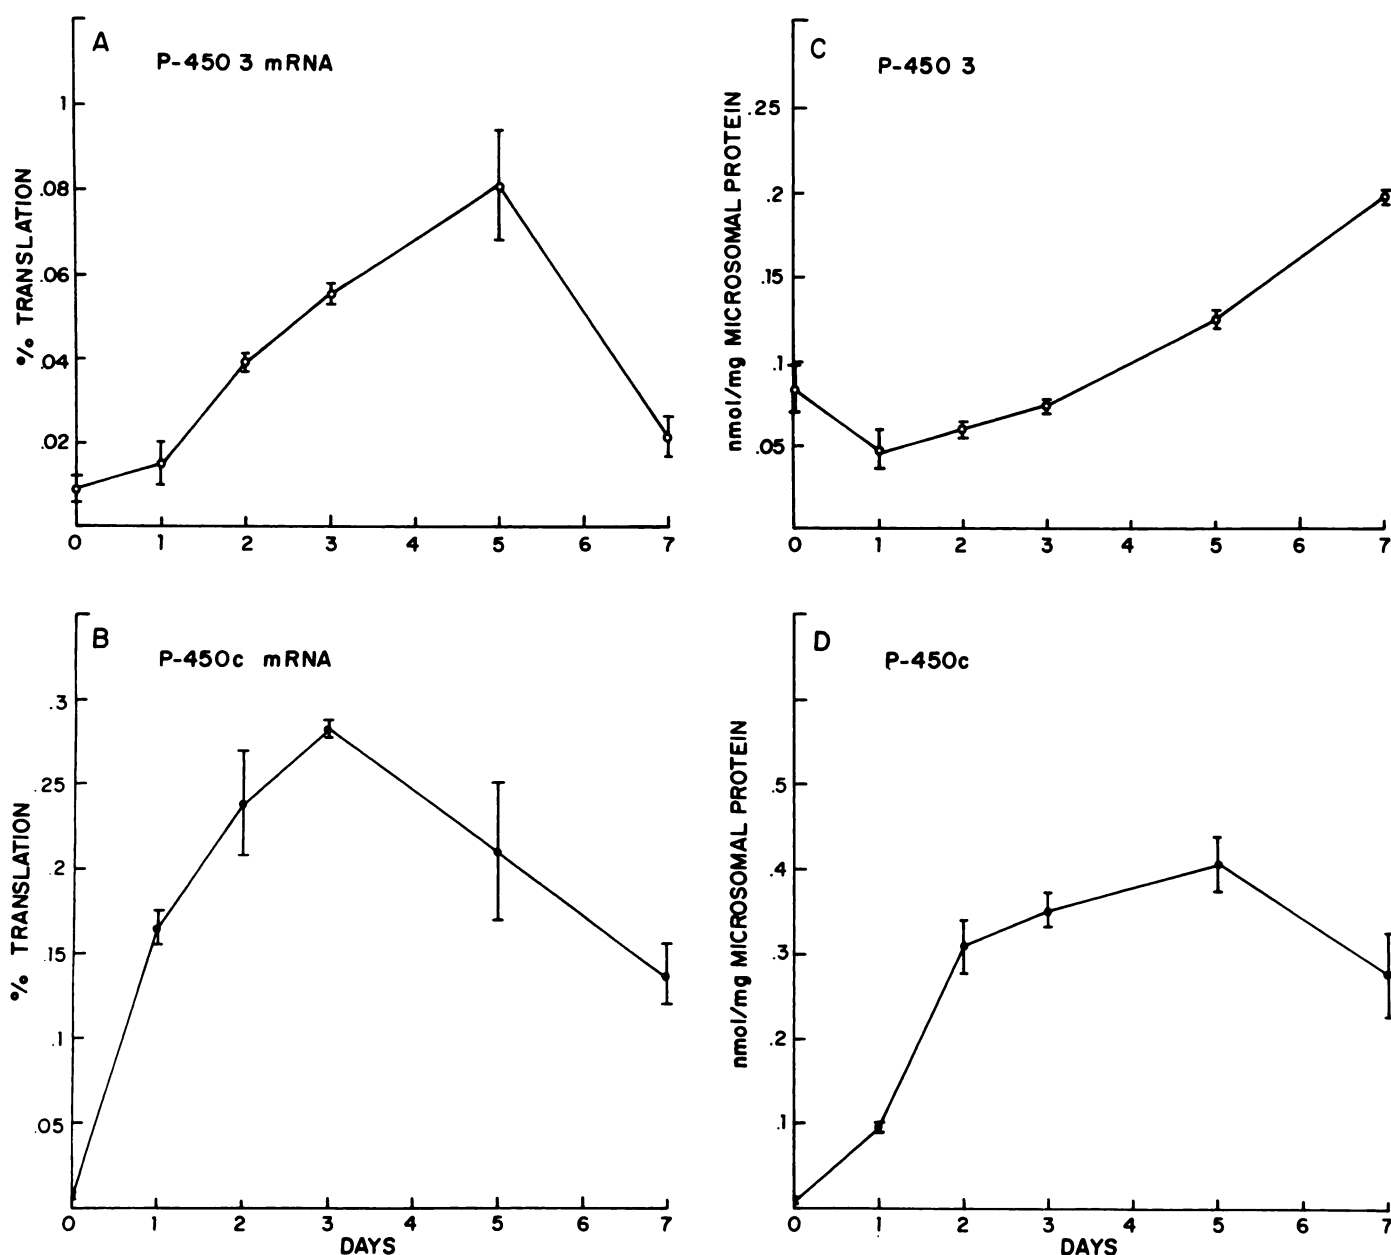 A
P-450 3 mRNA
% TRANSLATION
1
.08
.06
.04
.02
0 1 2 3 4 5 6 7
C
P-450 3
nmol/mg MICROSOMAL PROTEIN
.25
.2
.15
.1
.05
0 1 2 3 4 5 6 7
B
P-450c mRNA
% TRANSLATION
.3
.25
.2
.15
.1
.05
0 1 2 3 4 5 6 7
DAYS
D
P-450c
nmol/mg MICROSOMAL PROTEIN
.5
.4
.3
.2
.1
0 1 2 3 4 5 6 7
DAYS